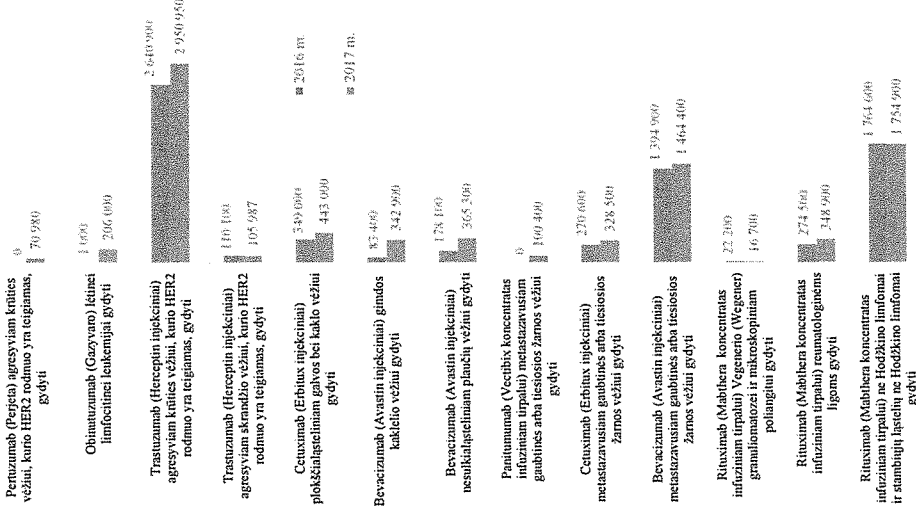 Pertuzumab (Perjeta) agresyviam krūties
vėžiui, kurio HER2 rodmuo yra teigiamas,
gydyti
0
70 980
Obinutuzumab (Gazyvaro) lėtinei
limfocitinei leukemijai gydyti
1 000
206 000
Trastuzumab (Herceptin injekciniai)
agresyviam krūties vėžiui, kurio HER2
rodmuo yra teigiamas, gydyti
2 640 900
2 950 950
Trastuzumab (Herceptin injekciniai)
agresyviam skrandžio vėžiui, kurio HER2
rodmuo yra teigiamas, gydyti
110 100
105 987
Cetuximab (Erbitux injekciniai)
plokščialąsteliniam galvos bei kaklo vėžiui
gydyti
349 000
443 000
2016 m.
2017 m.
Bevacizumab (Avastin injekciniai) gimdos
kaklelio vėžiui gydyti
83 400
342 900
Bevacizumab (Avastin injekciniai)
nesulkialąsteliniam plaučių vėžiui gydyti
178 100
365 300
Panitumumab (Vectibix koncentratas
infuziniam tirpalui) metastazavusiam
gaubtinės arba tiesiosios žarnos vėžiui
gydyti
0
100 400
Cetuximab (Erbitux injekciniai)
metastazavusiam gaubtinės arba tiesiosios
žarnos vėžiui gydyti
270 600
328 500
Bevacizumab (Avastin injekciniai)
metastazavusiam gaubtinės arba tiesiosios
žarnos vėžiui gydyti
1 394 900
1 464 400
Rituximab (Mabthera koncentratas
infuziniam tirpalui) Vegenerio (Wegener)
granuliomatozei ir mikroskopiniam
poliangitui gydyti
22 200
16 700
Rituximab (Mabthera koncentratas
infuziniam tirpalui) reumatologinėms
ligoms gydyti
274 500
348 900
Rituximab (Mabthera koncentratas
infuziniam tirpalui) ne Hodžkino limfomai
ir stambiųjų ląstelių ne Hodžkino limfomai
gydyti
1 764 600
1 754 900